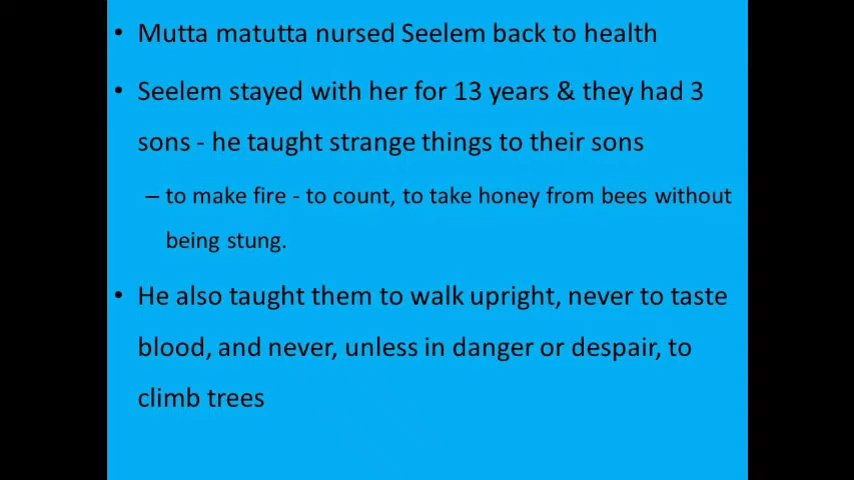 • Mutta matutta nursed Seelem back to health
• Seelem stayed with her for 13 years & they had 3
sons - he taught strange things to their sons
– to make fire - to count, to take honey from bees without
being stung.
• He also taught them to walk upright, never to taste
blood, and never, unless in danger or despair, to
climb trees